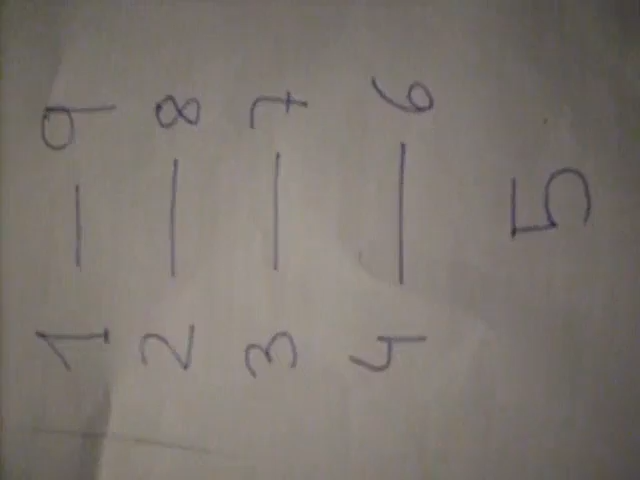 1 — 9
2 — 8
3 — 7
4 — 6
5